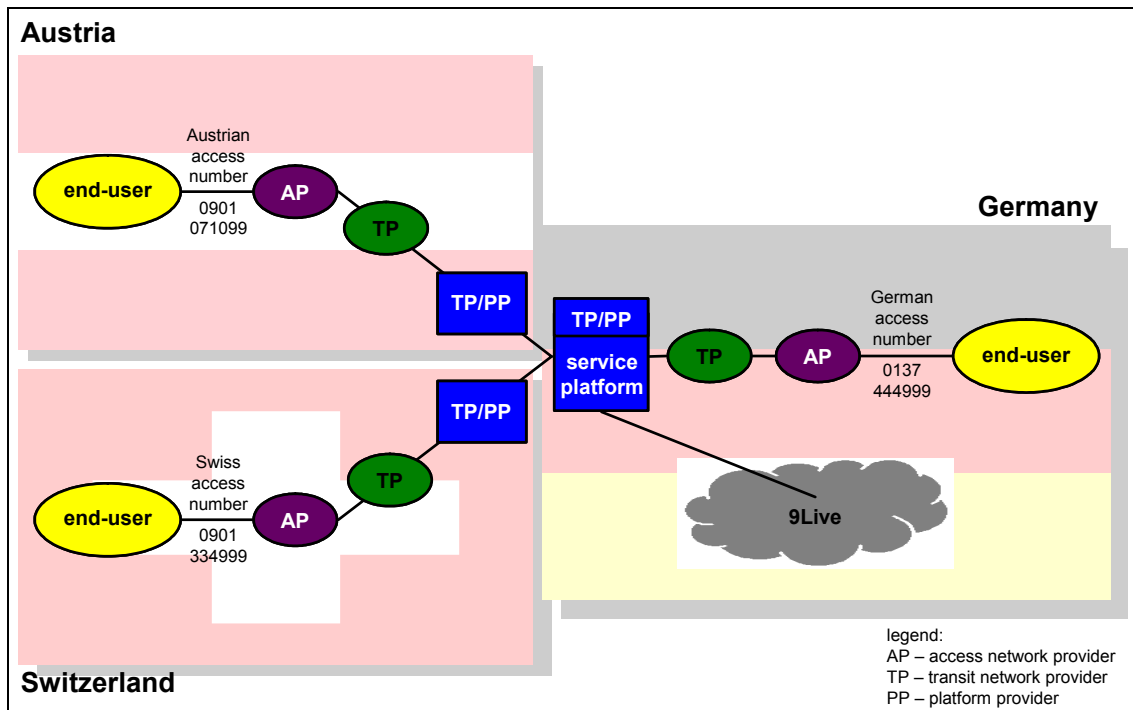 Austria
Austrian
access
number
end-user
AP
0901
071099
TP
TP/PP
Germany
TP/PP
service
platform
TP
AP
German
access
number
0137
444999
end-user
TP/PP
Swiss
access
number
end-user
AP
0901
334999
TP
9Live
Switzerland
legend:
AP – access network provider
TP – transit network provider
PP – platform provider